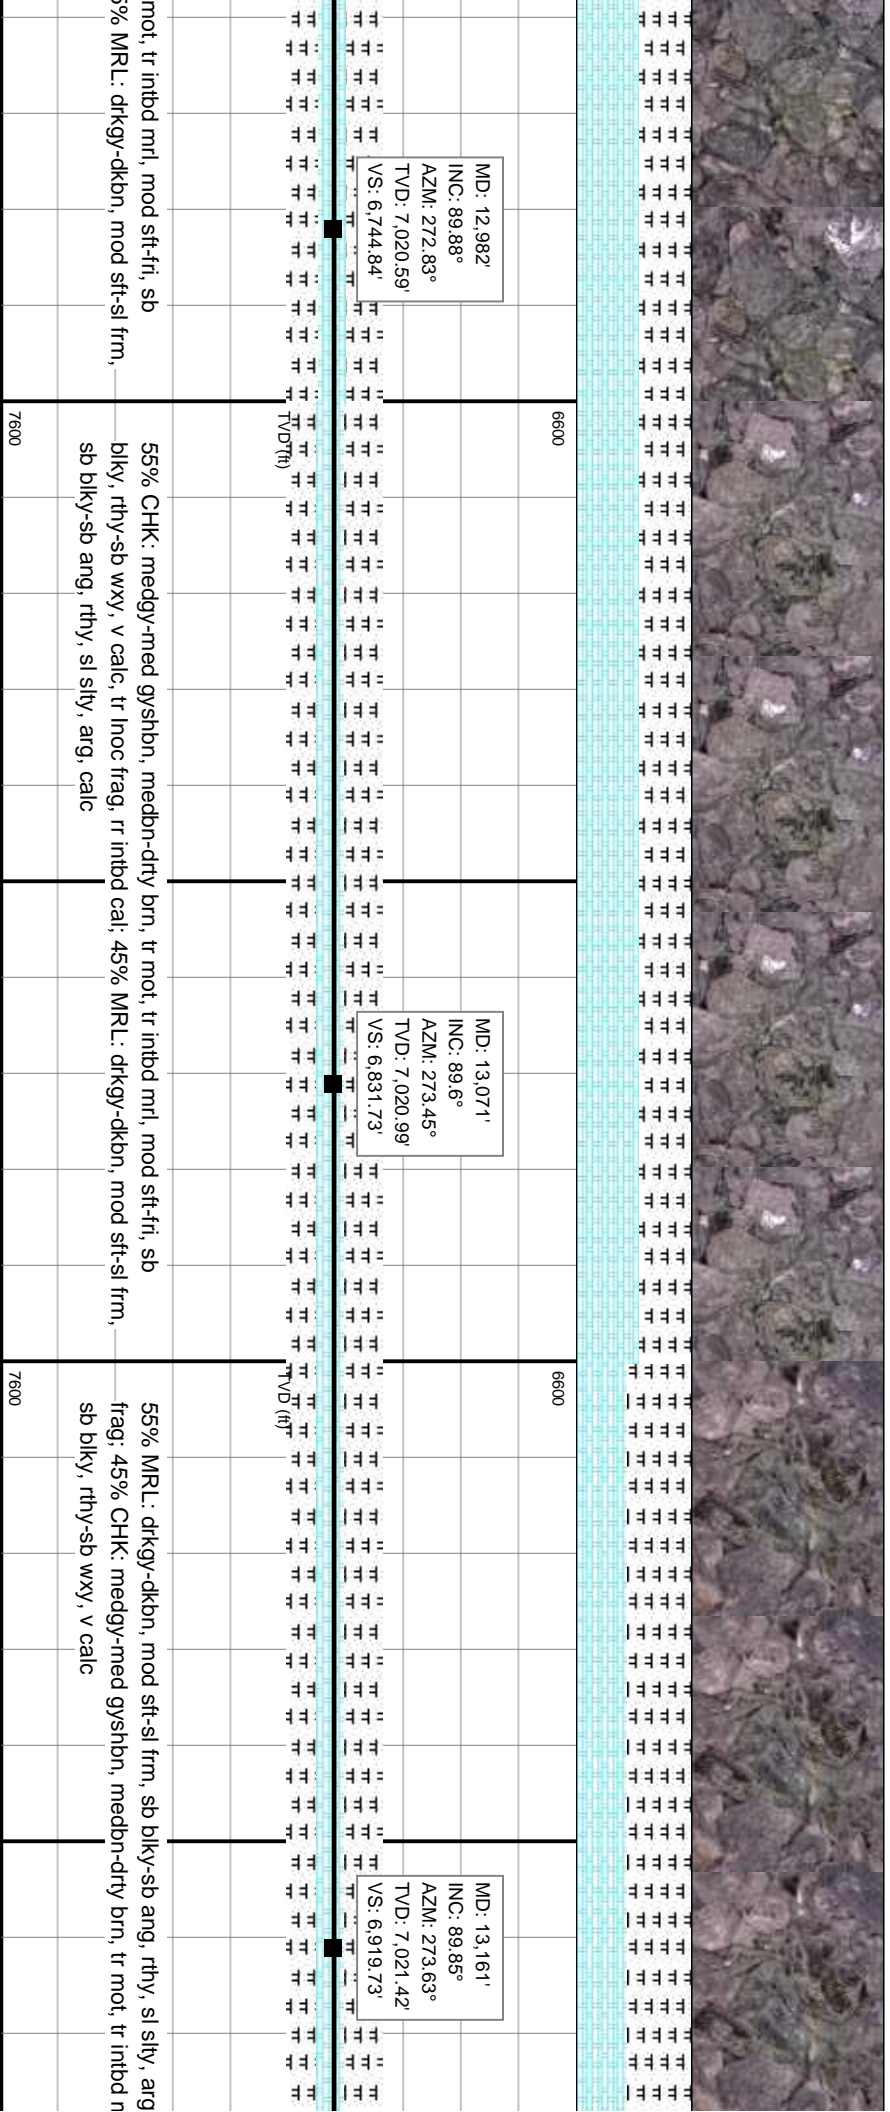 mot, tr intbd mrl, mod sft-fri, sb
5% MRL: drkgy-dkbn, mod sft-sl frm,
MD: 12,982'
INC: 89.88°
AZM: 272.83°
TVD: 7,020.59'
VS: 6,744.84'
6600
TVD (ft)
7600
55% CHK: medgy-med gyshbn, medbn-drty brn, tr mot, tr intbd mrl, mod sft-fri, sb
blky, rthy-sb wxy, v calc, tr Inoc frag, rr intbd cal; 45% MRL: drkgy-dkbn, mod sft-sl frm,
sb blky-sb ang, rthy, sl slty, arg, calc
MD: 13,071'
INC: 89.6°
AZM: 273.45°
TVD: 7,020.99'
VS: 6,831.73'
6600
TVD (ft)
7600
55% MRL: drkgy-dkbn, mod sft-sl frm, sb blky-sb ang, rthy, sl slty, arg
frag; 45% CHK: medgy-med gyshbn, medbn-drty brn, tr mot, tr intbd
sb blky, rthy-sb wxy, v calc
MD: 13,161'
INC: 89.85°
AZM: 273.63°
TVD: 7,021.42'
VS: 6,919.73'